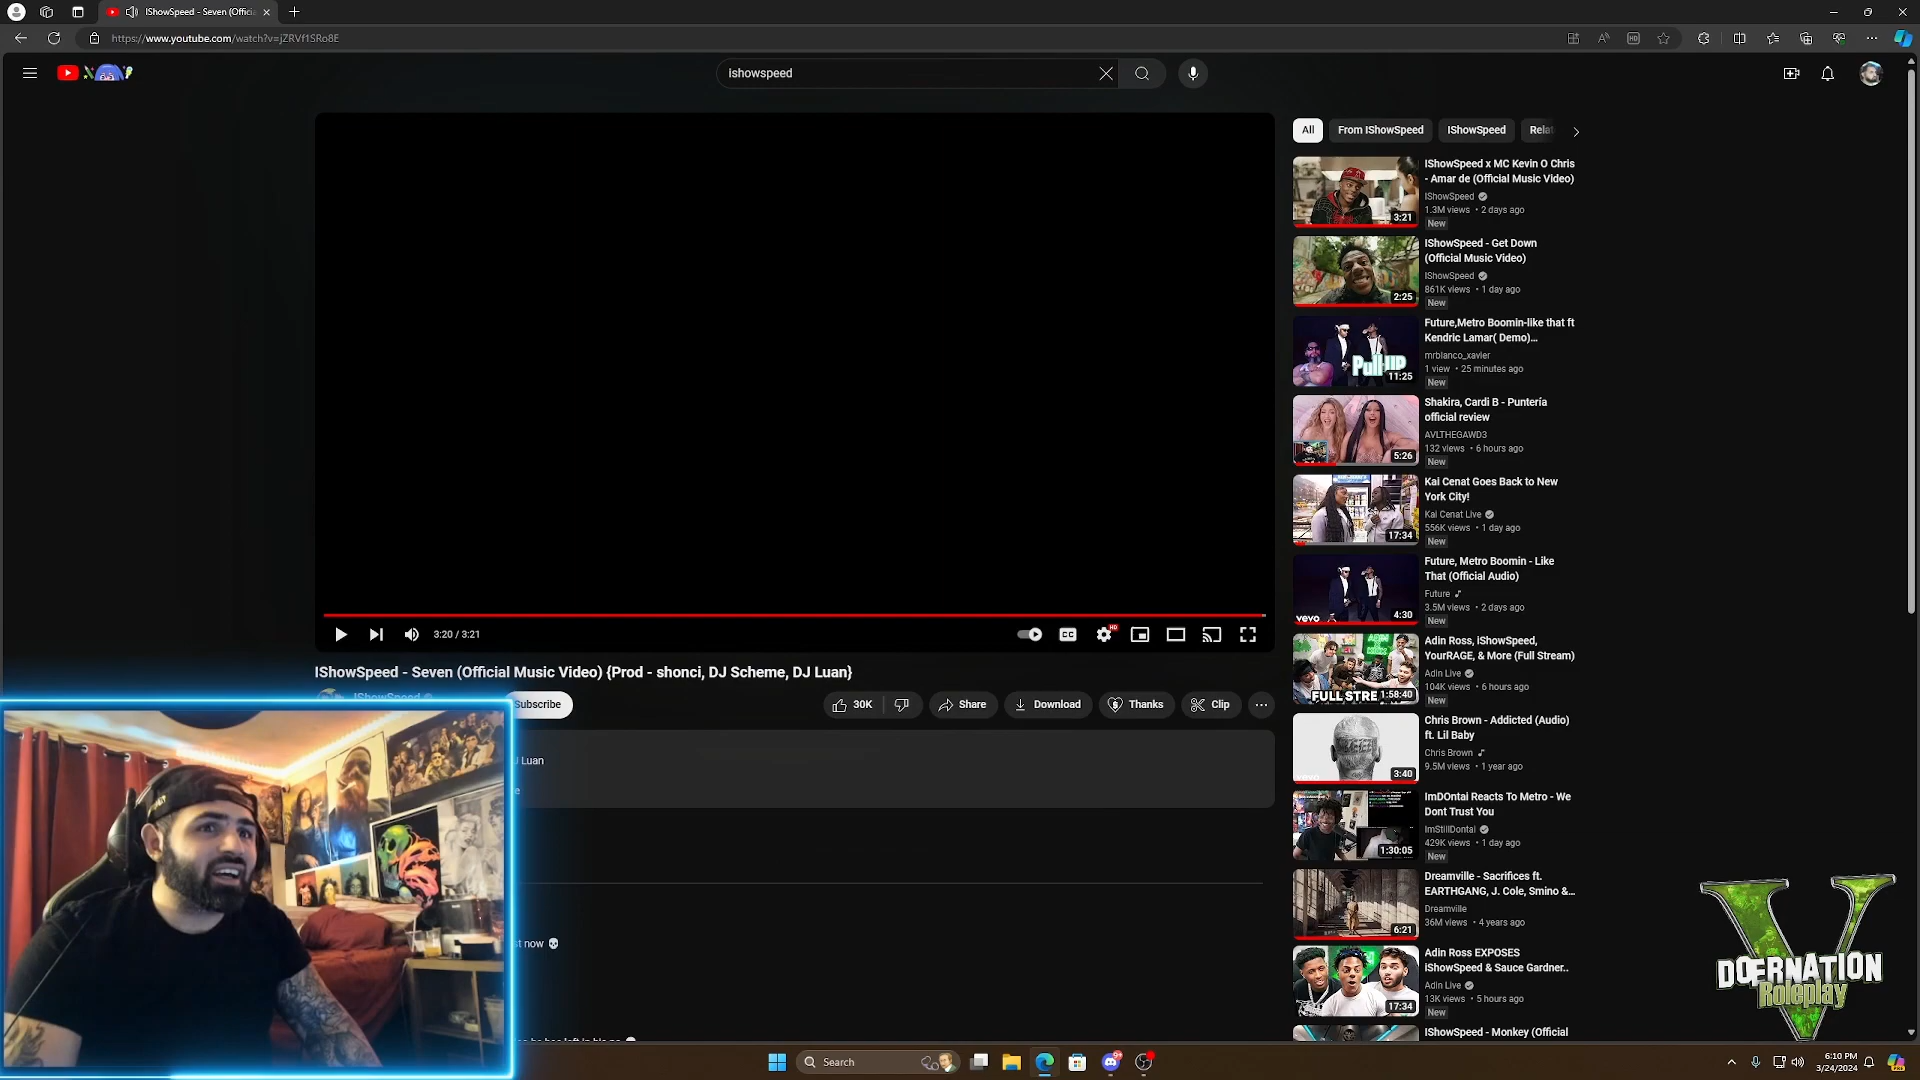 IShowSpeed - Seven (Officia
https://www.youtube.com/watch?v=jZRVf1SRo8E
ishowspeed
3:20 / 3:21
IShowSpeed - Seven (Official Music Video) {Prod - shonci, DJ Scheme, DJ Luan}
IShowSpeed
Subscribe
30K
Share
Download
Thanks
Clip
Luan
st now
All
From IShowSpeed
IShowSpeed
Relat
IShowSpeed x MC Kevin O Chris
- Amar de (Official Music Video)
IShowSpeed
1.3M views • 2 days ago
New
3:21
IShowSpeed - Get Down
(Official Music Video)
IShowSpeed
861K views • 1 day ago
New
2:25
Future,Metro Boomin-like that ft
Kendric Lamar( Demo)...
mrblanco_xavier
1 view • 25 minutes ago
New
Pull UP
11:25
Shakira, Cardi B - Puntería
official review
AVLTHEGAWD3
132 views • 6 hours ago
New
5:26
Kai Cenat Goes Back to New
York City!
Kai Cenat Live
556K views • 1 day ago
New
17:34
Future, Metro Boomin - Like
That (Official Audio)
Future
3.5M views • 2 days ago
New
vevo
4:30
Adin Ross, iShowSpeed,
YourRAGE, & More (Full Stream)
Adin Live
104K views • 6 hours ago
New
FULL STRE
1:58:40
Chris Brown - Addicted (Audio)
ft. Lil Baby
Chris Brown
9.5M views • 1 year ago
3:40
ImDOntai Reacts To Metro - We
Dont Trust You
ImStillDontai
429K views • 1 day ago
New
1:30:05
Dreamville - Sacrifices ft.
EARTHGANG, J. Cole, Smino &...
Dreamville
36M views • 4 years ago
6:21
Adin Ross EXPOSES
iShowSpeed & Sauce Gardner..
Adin Live
13K views • 5 hours ago
New
17:34
IShowSpeed - Monkey (Official
V
DOERNATION
Roleplay
Search
6:10 PM
3/24/2024